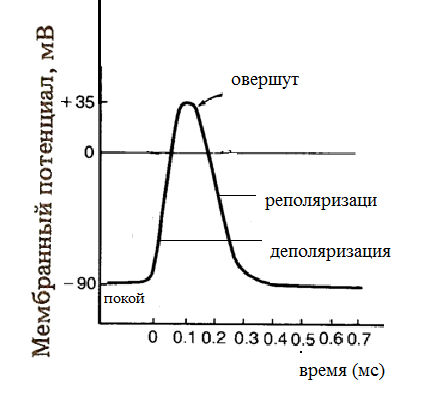 Мембранный потенциал, мВ
овершут
+35
0
реполяризаци
деполяризация
-90
покой
0 0.1 0.2 0.3 0.4 0.5 0.6 0.7
время (мс)